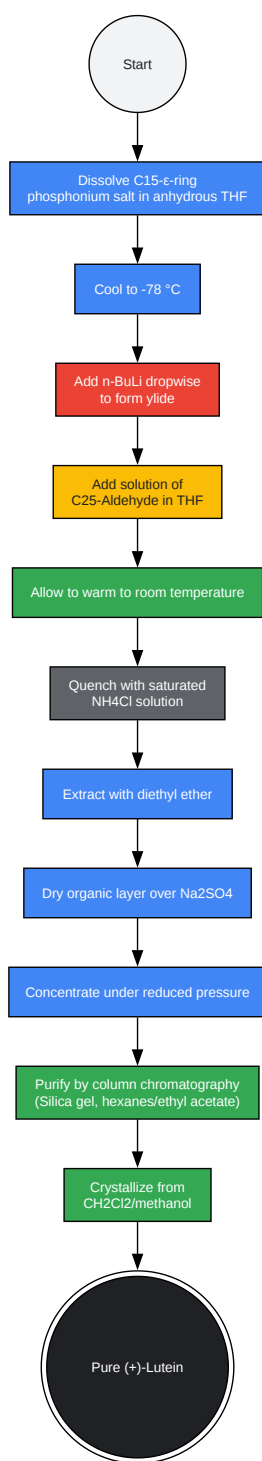 Start
Dissolve C15-ε-ring
phosphonium salt in anhydrous THF
Cool to -78 °C
Add n-BuLi dropwise
to form ylide
Add solution of
C25-Aldehyde in THF
Allow to warm to room temperature
Quench with saturated
NH4Cl solution
Extract with diethyl ether
Dry organic layer over Na2SO4
Concentrate under reduced pressure
Purify by column chromatography
(Silica gel, hexanes/ethyl acetate)
Crystallize from
CH2Cl2/methanol
Pure (+)-Lutein